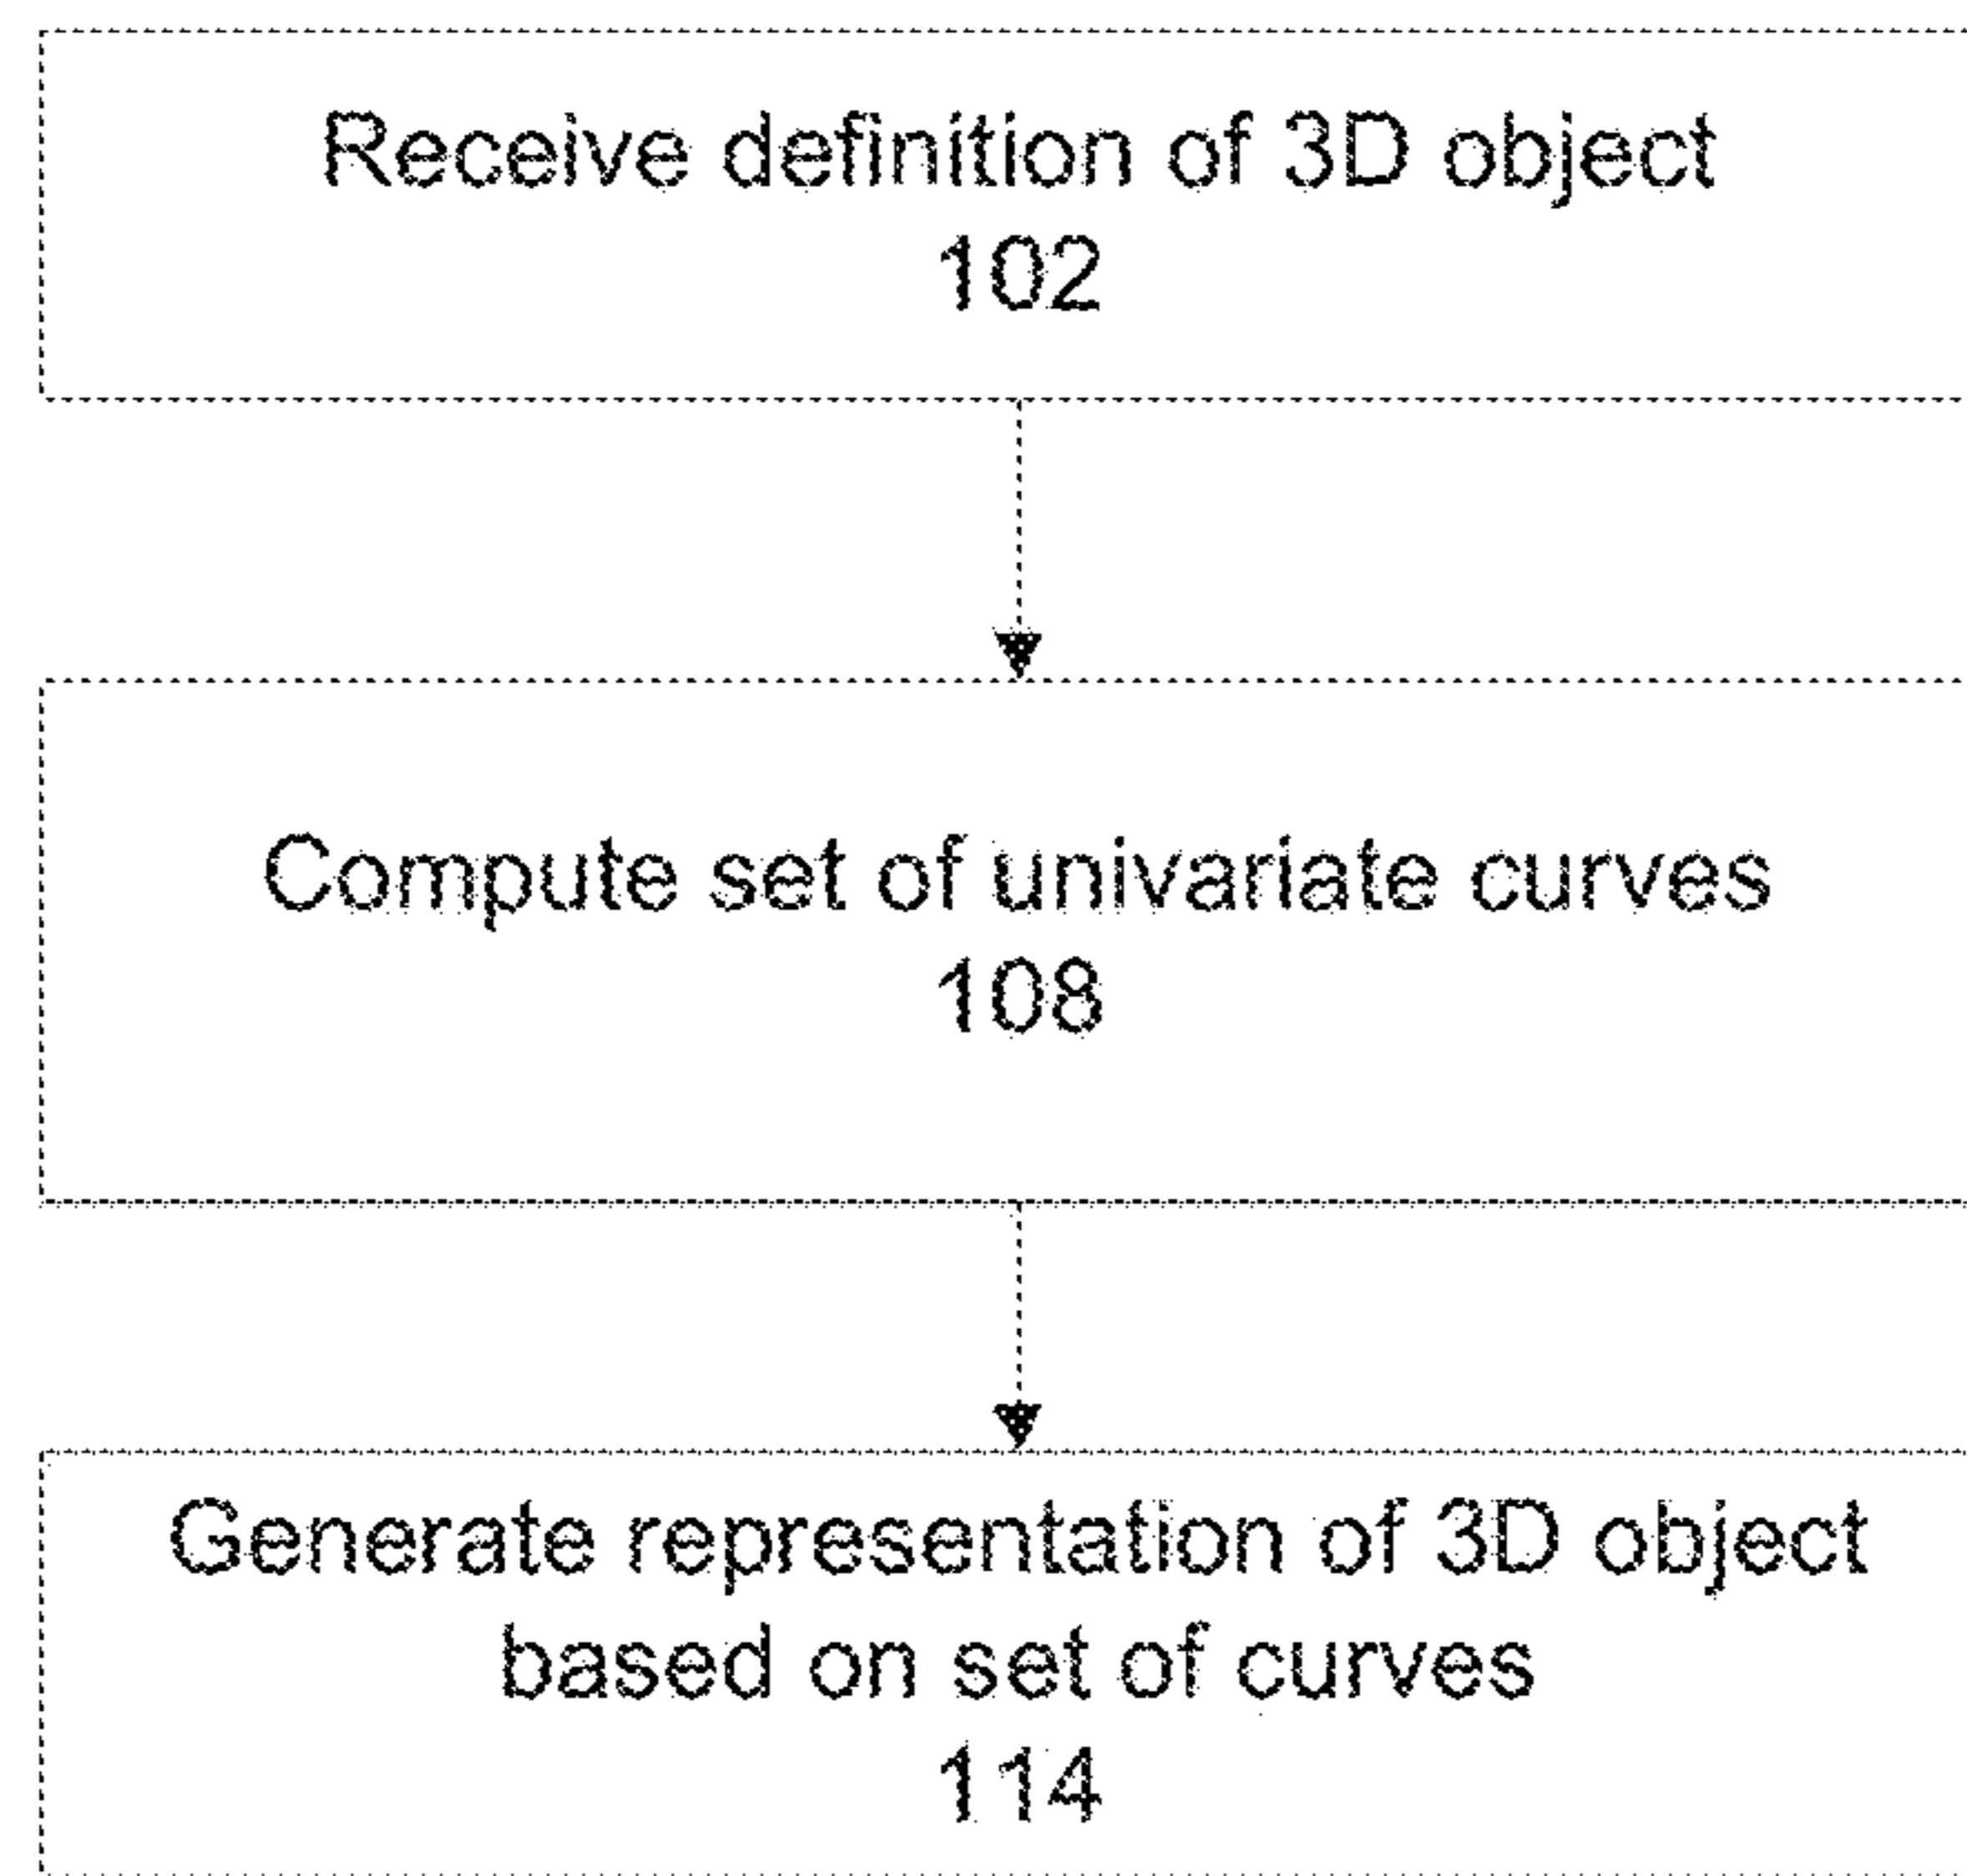 Receive definition of 3D object
102
Compute set of univariate curves
108
Generate representation of 3D object
based on set of curves
114